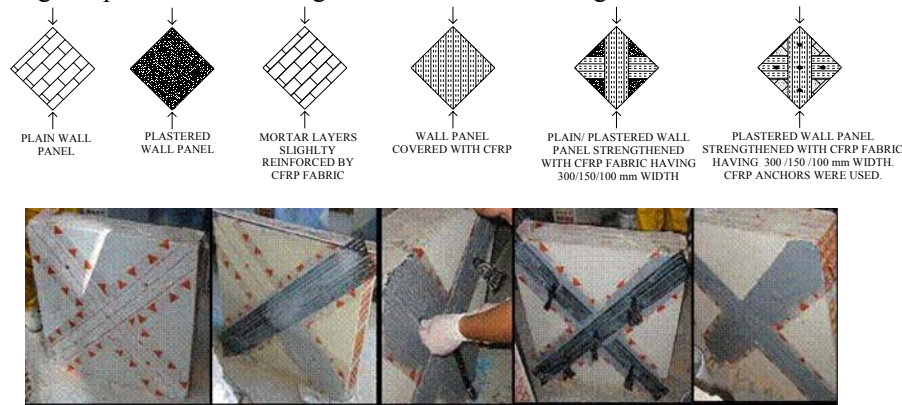 PLAIN WALL
PANEL
PLASTERED
WALL PANEL
MORTAR LAYERS
SLIGHLTY
REINFORCED BY
CFRP FABRIC
WALL PANEL
COVERED WITH CFRP
PLAIN/ PLASTERED WALL
PANEL STRENGTHENED
WITH CFRP FABRIC HAVING
300/150/100 mm WIDTH
PLASTERED WALL PANEL
STRENGTHENED WITH CFRP FABRIC
HAVING 300 /150 /100 mm WIDTH.
CFRP ANCHORS WERE USED.